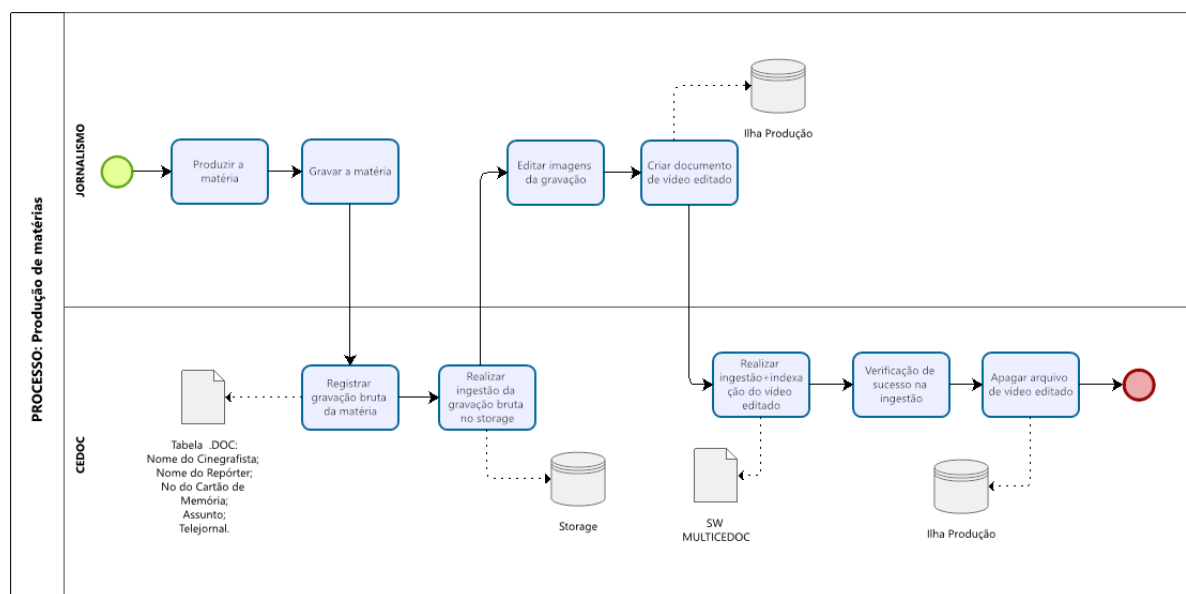 PROCESSO: Produção de matérias
JORNALISMO
Produzir a
matéria
Gravar a matéria
Editar imagens
da gravação
Criar documento
de vídeo editado
Ilha Produção
CEDOC
Tabela .DOC:
Nome do Cinegrafista;
Nome do Repórter;
No do Cartão de
Memória;
Assunto;
Telejornal.
Registrar
gravação bruta
da matéria
Realizar
ingestão da
gravação bruta
no storage
Storage
Realizar
ingestão+indexa
ção do vídeo
editado
SW
MULTICEDOC
Verificação de
sucesso na
ingestão
Apagar arquivo
de vídeo editado
Ilha Produção